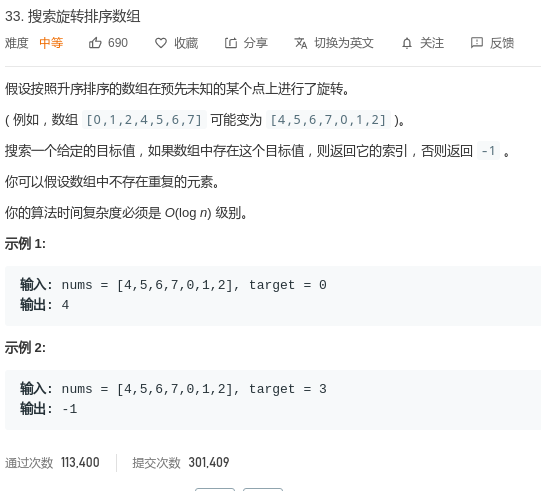 33. 搜索旋转排序数组
难度 中等 690 收藏 分享 切换为英文 关注 反馈
假设按照升序排序的数组在预先未知的某个点上进行了旋转。
( 例如，数组 [0,1,2,4,5,6,7] 可能变为 [4,5,6,7,0,1,2] )。
搜索一个给定的目标值，如果数组中存在这个目标值，则返回它的索引，否则返回 -1 。
你可以假设数组中不存在重复的元素。
你的算法时间复杂度必须是 O(log n) 级别。
示例 1:
输入: nums = [4,5,6,7,0,1,2], target = 0
输出: 4
示例 2:
输入: nums = [4,5,6,7,0,1,2], target = 3
输出: -1
通过次数 113,400 提交次数 301,409